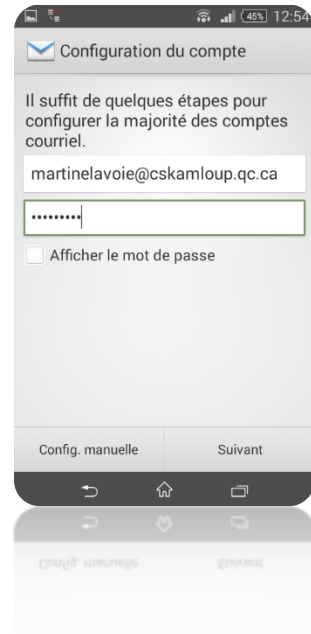 45% 12:54
Configuration du compte
Il suffit de quelques étapes pour
configurer la majorité des comptes
courriel.
martinelavoie@cskamloup.qc.ca
•••••••••
Afficher le mot de passe
Config. manuelle
Suivant